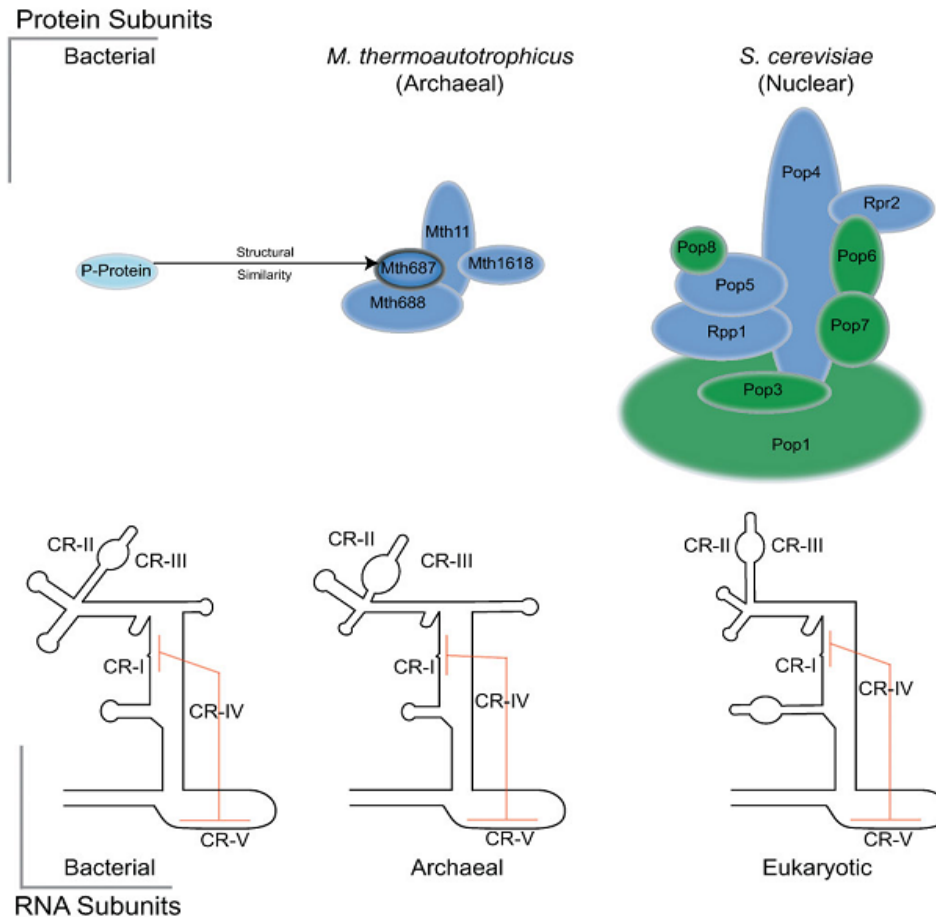 Protein Subunits
Bacterial
M. thermoautotrophicus
(Archaeal)
S. cerevisiae
(Nuclear)
P-Protein
Structural
Similarity
Mth11
Mth687
Mth1618
Mth688
Pop4
Rpr2
Pop8
Pop6
Pop5
Pop7
Rpp1
Pop3
Pop1
CR-II
CR-III
CR-I
CR-IV
CR-V
Bacterial
CR-II
CR-III
CR-I
CR-IV
CR-V
Archaeal
CR-II
CR-III
CR-I
CR-IV
CR-V
Eukaryotic
RNA Subunits